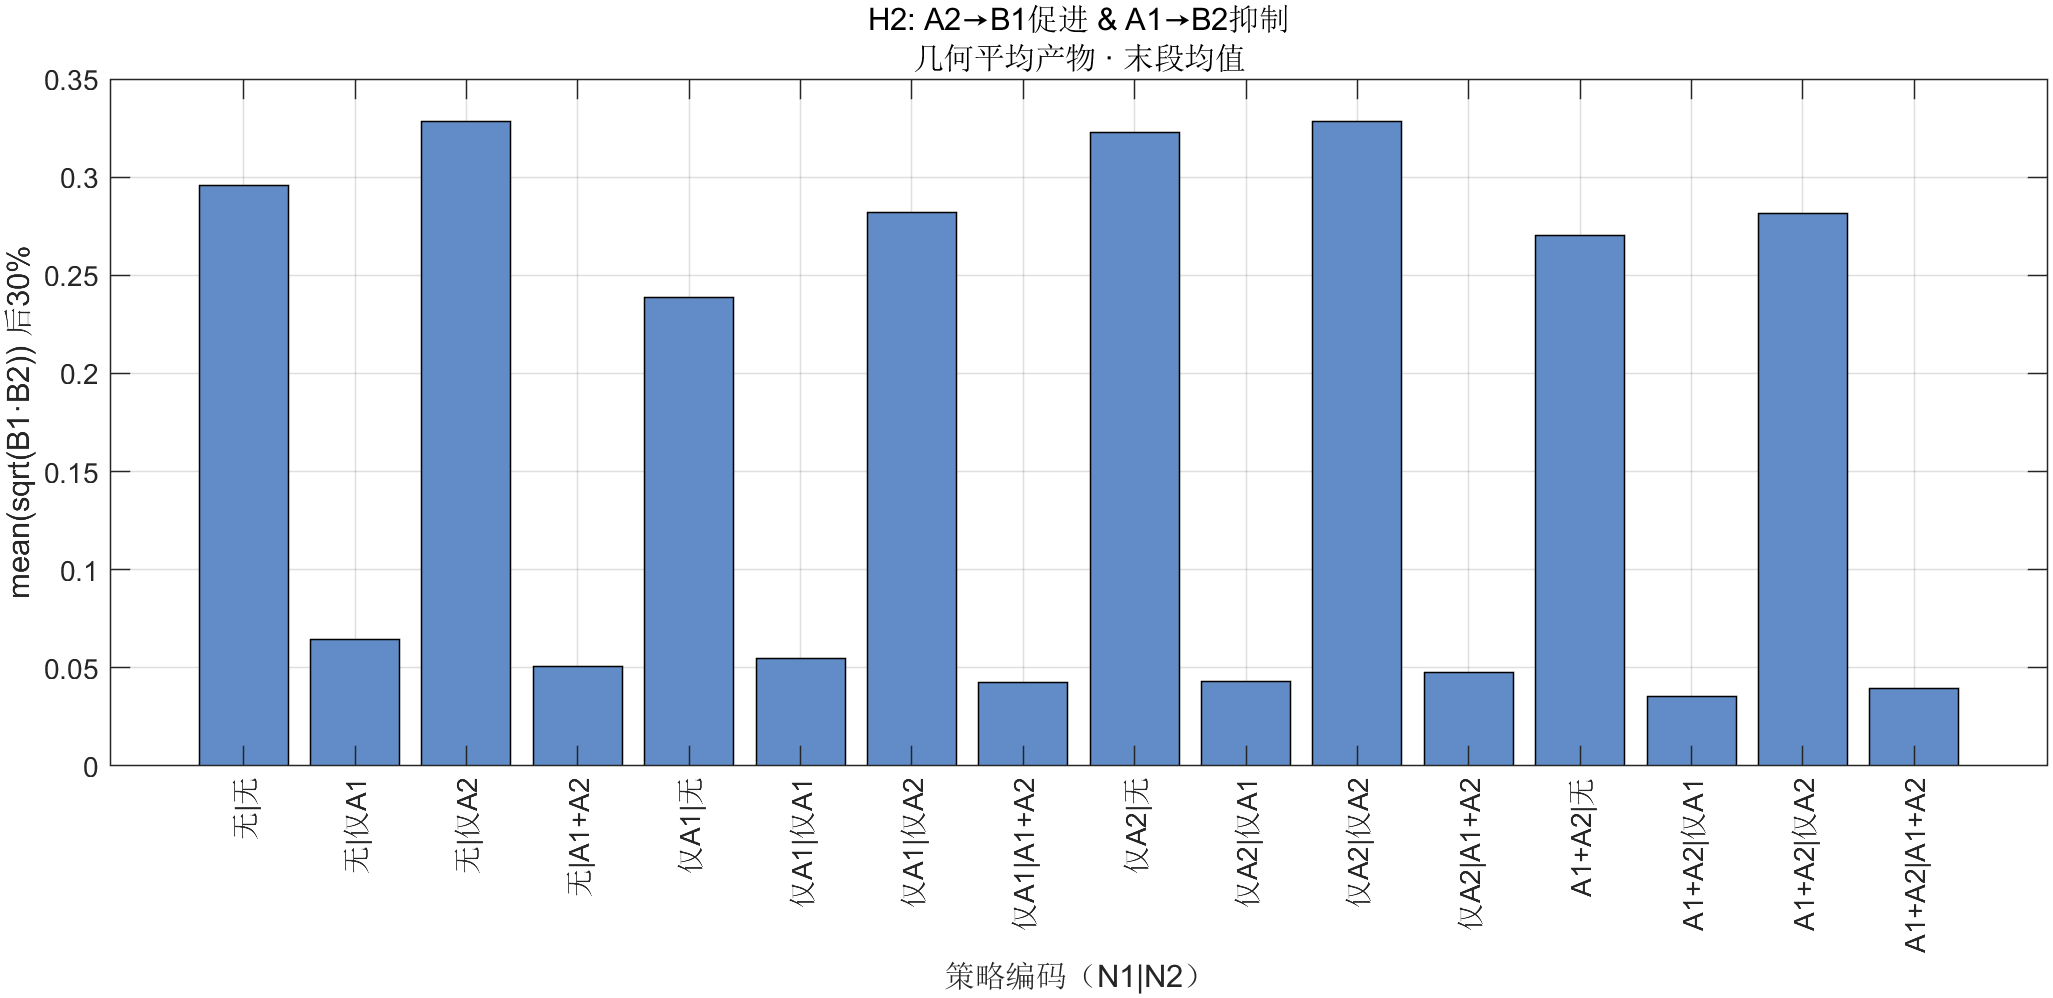 H2: A2→B1促进 & A1→B2抑制
几何平均产物 · 末段均值
mean(sqrt(B1·B2)) 后30%
0.35
0.3
0.25
0.2
0.15
0.1
0.05
0
无|无
无|仅A1
无|仅A2
无|A1+A2
仅A1|无
仅A1|仅A1
仅A1|仅A2
仅A1|A1+A2
仅A2|无
仅A2|仅A1
仅A2|仅A2
仅A2|A1+A2
A1+A2|无
A1+A2|仅A1
A1+A2|仅A2
A1+A2|A1+A2
策略编码（N1|N2）